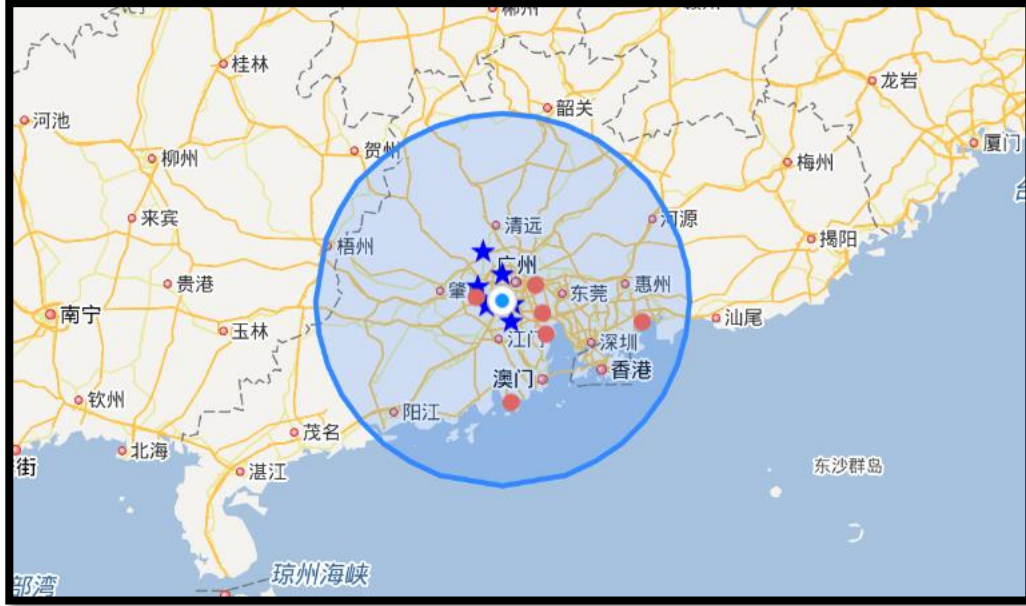 郴州
桂林
韶关
龙岩
河池
贺州
厦门
柳州
梅州
来宾
清远
河源
揭阳
梧州
广州
贵港
肇
东莞
惠州
南宁
汕尾
玉林
江门
深圳
澳门
香港
钦州
阳江
茂名
北海
街
湛江
东沙群岛
琼州海峡
部湾